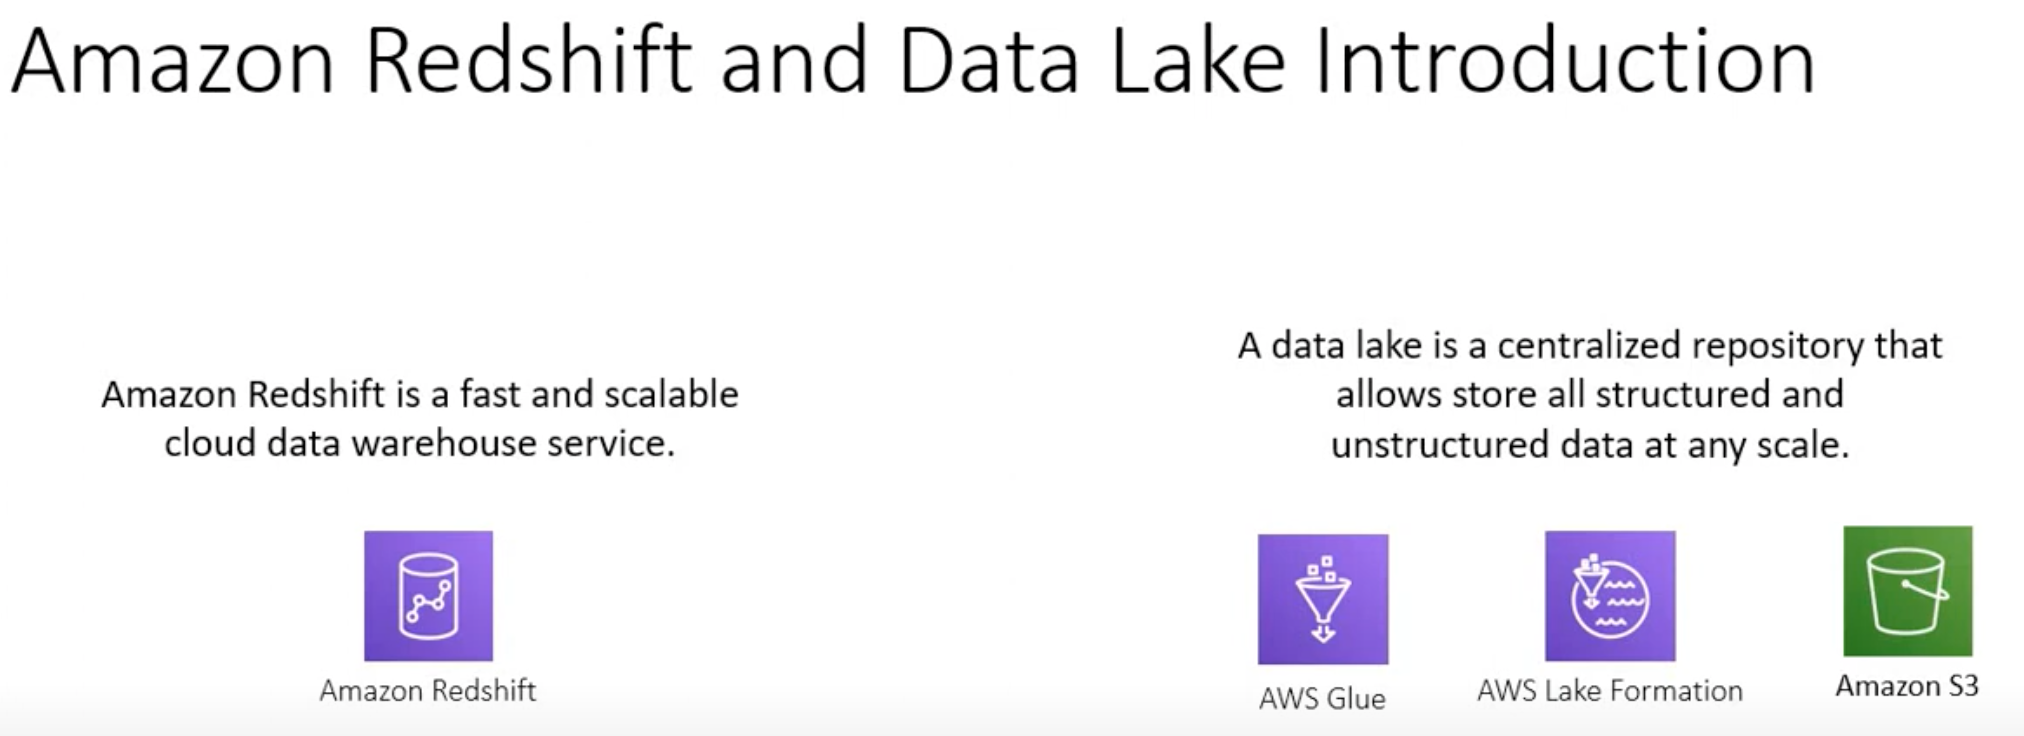 Amazon Redshift and Data Lake Introduction
Amazon Redshift is a fast and scalable
cloud data warehouse service.
Amazon Redshift
A data lake is a centralized repository that
allows store all structured and
unstructured data at any scale.
AWS Glue
AWS Lake Formation
Amazon S3